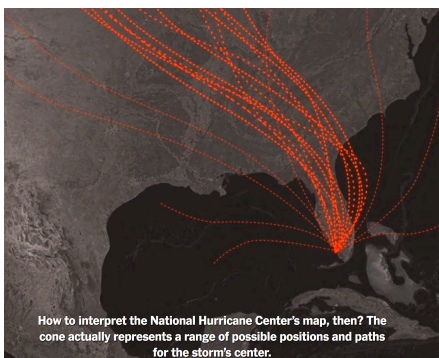 How to interpret the National Hurricane Center’s map, then? The
cone actually represents a range of possible positions and paths
for the storm’s center.